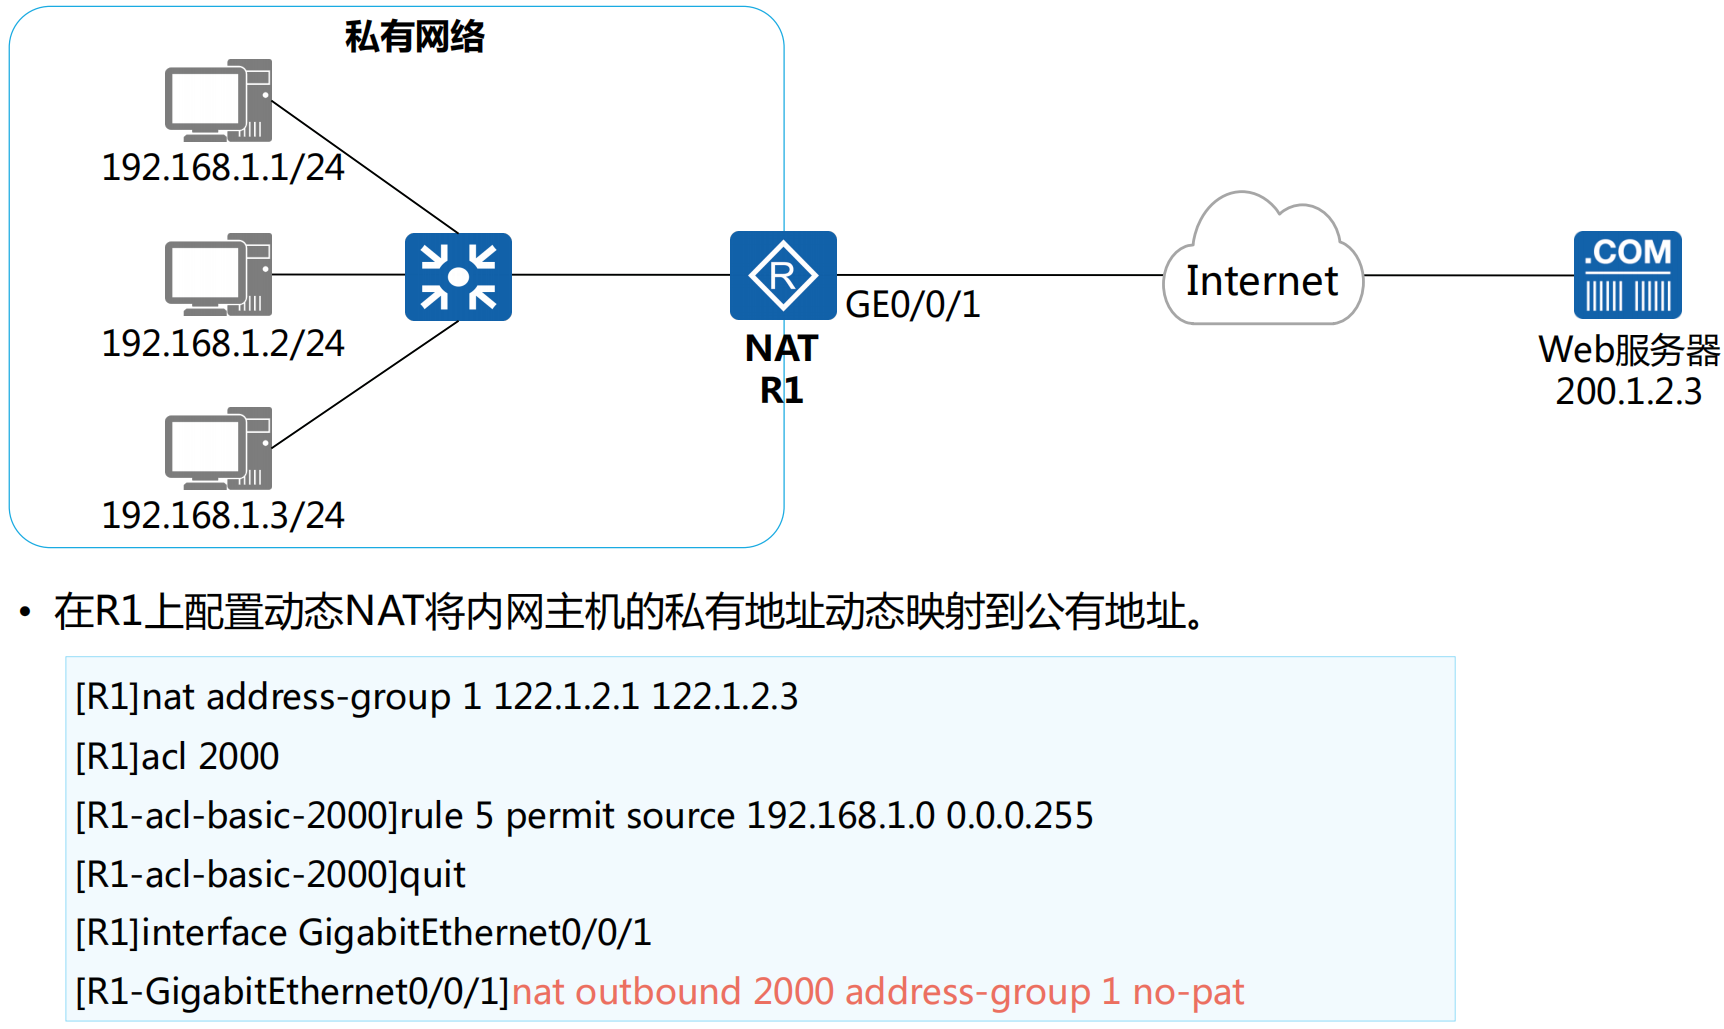 私有网络
192.168.1.1/24
192.168.1.2/24
192.168.1.3/24
R
NAT
R1
GE0/0/1
Internet
.COM
Web服务器
200.1.2.3
• 在R1上配置动态NAT将内网主机的私有地址动态映射到公有地址。
[R1]nat address-group 1 122.1.2.1 122.1.2.3
[R1]acl 2000
[R1-acl-basic-2000]rule 5 permit source 192.168.1.0 0.0.0.255
[R1-acl-basic-2000]quit
[R1]interface GigabitEthernet0/0/1
[R1-GigabitEthernet0/0/1]nat outbound 2000 address-group 1 no-pat